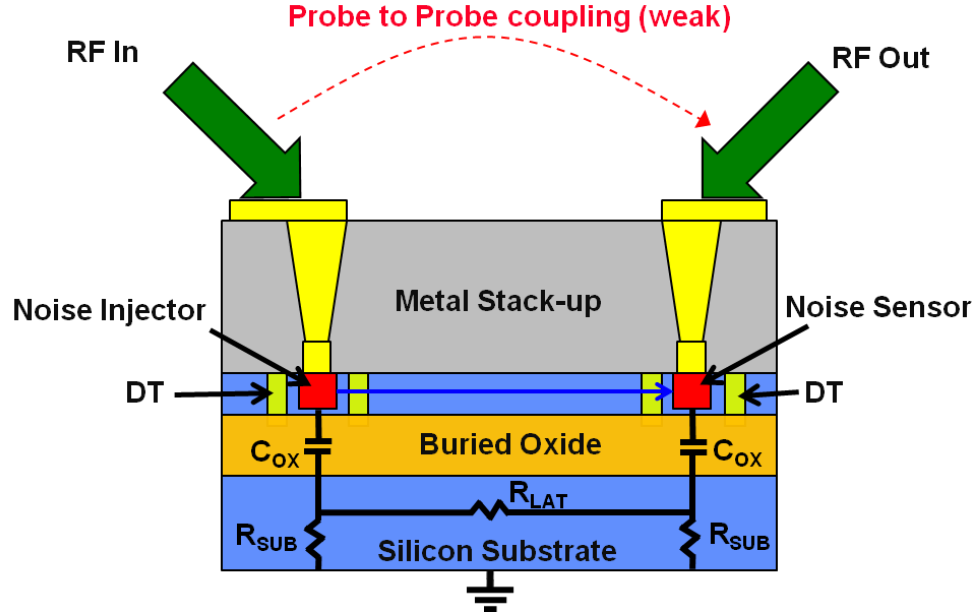 Probe to Probe coupling (weak)
RF In
RF Out
Metal Stack-up
Noise Injector
Noise Sensor
DT
DT
Buried Oxide
COX
COX
RLAT
RSUB
RSUB
Silicon Substrate